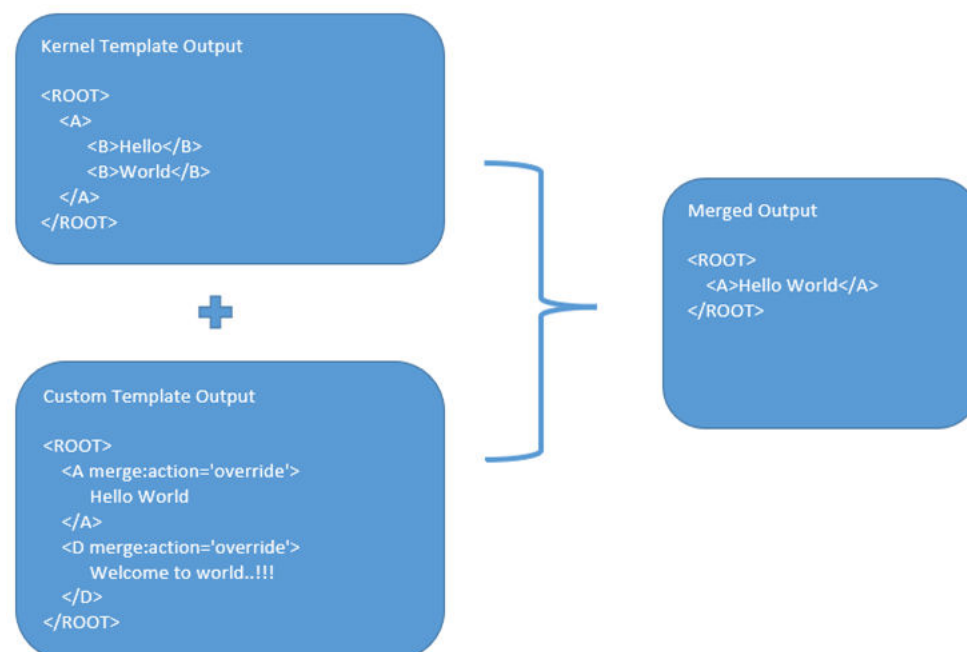 Kernel Template Output
<ROOT>
<A>
<B>Hello</B>
<B>World</B>
</A>
</ROOT>
Custom Template Output
<ROOT>
<A merge:action='override'>
Hello World
</A>
<D merge:action='override'>
Welcome to world..!!!
</D>
</ROOT>
Merged Output
<ROOT>
<A>Hello World</A>
</ROOT>